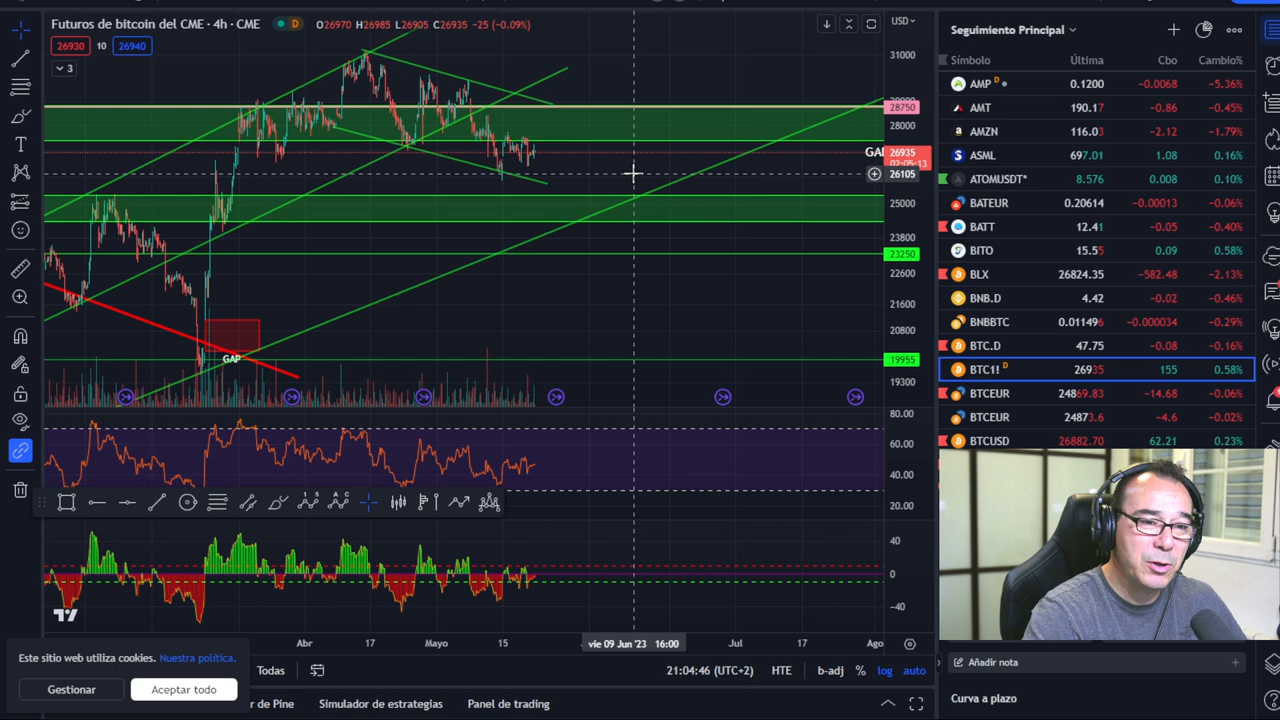 Futuros de bitcoin del CME · 4h · CME D O26970 H26985 L26905 C26935 -25 (-0.09%)
26930 10 26940
3
USD
31000
28750
28000
GAP
26935
02:05:13
26105
25000
23800
23250
22600
21600
20800
19955
19300
GAP
80.00
60.00
40.00
20.00
40
0
-40
Abr 17 Mayo 15 vie 09 Jun '23 16:00 Jul 17 Ago
Seguimiento Principal
Símbolo Última Cbo Cambio%
AMP D 0.1200 -0.0068 -5.36%
AMT 190.17 -0.86 -0.45%
AMZN 116.03 -2.12 -1.79%
ASML 697.01 1.08 0.16%
ATOMUSDT* 8.576 0.008 0.10%
BATEUR 0.20614 -0.00013 -0.06%
BATT 12.41 -0.05 -0.40%
BITO 15.55 0.09 0.58%
BLX 26824.35 -582.48 -2.13%
BNB.D 4.42 -0.02 -0.46%
BNBBTC 0.011496 -0.000034 -0.29%
BTC.D 47.75 -0.08 -0.16%
BTC1! D 26935 155 0.58%
BTCEUR 24869.83 -14.68 -0.06%
BTCEUR 24873.6 -4.6 -0.02%
BTCUSD 26882.70 62.21 0.23%
Este sitio web utiliza cookies. Nuestra política.
Gestionar Aceptar todo
Todas 21:04:46 (UTC+2) HTE b-adj % log auto
r de Pine Simulador de estrategias Panel de trading
Añadir nota
Curva a plazo